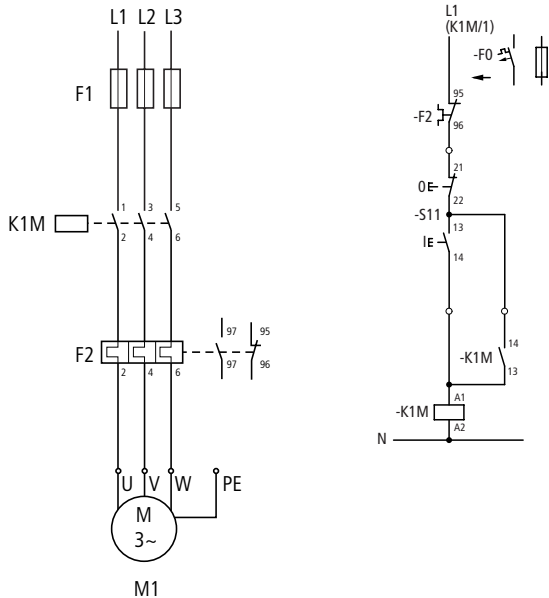 L1 L2 L3
F1
K1M
1 3 5
2 4 6
F2
97 95
97 96
2 4 6
U V W PE
M
3~
M1
L1
(K1M/1)
-F0
95
-F2
96
21
0E
22
-S11
13
IE
14
14
-K1M
13
A1
-K1M
A2
N